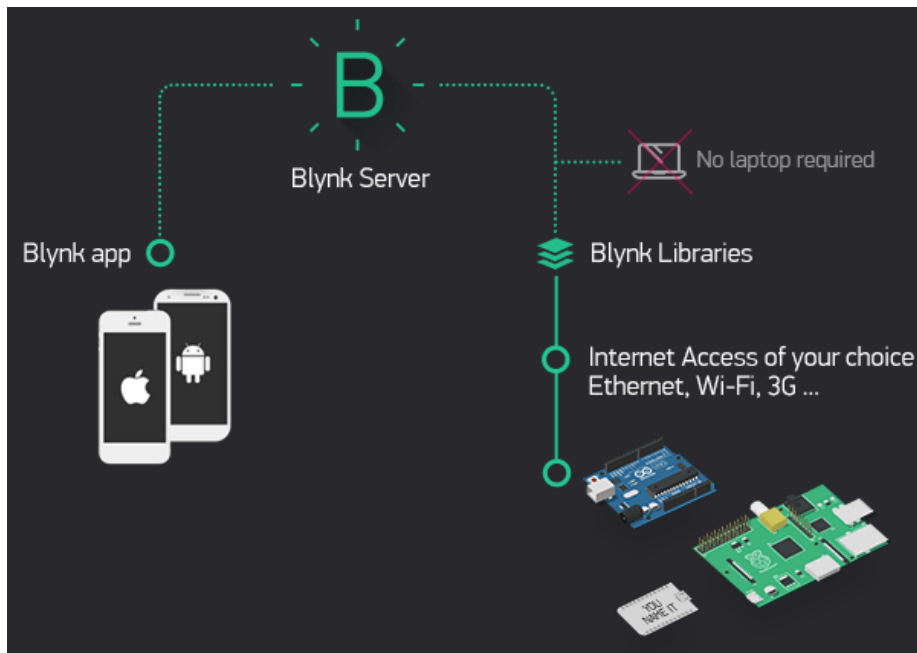 B
Blynk Server
No laptop required
Blynk app
Blynk Libraries
Internet Access of your choice
Ethernet, Wi-Fi, 3G ...
YOU
NAME IT